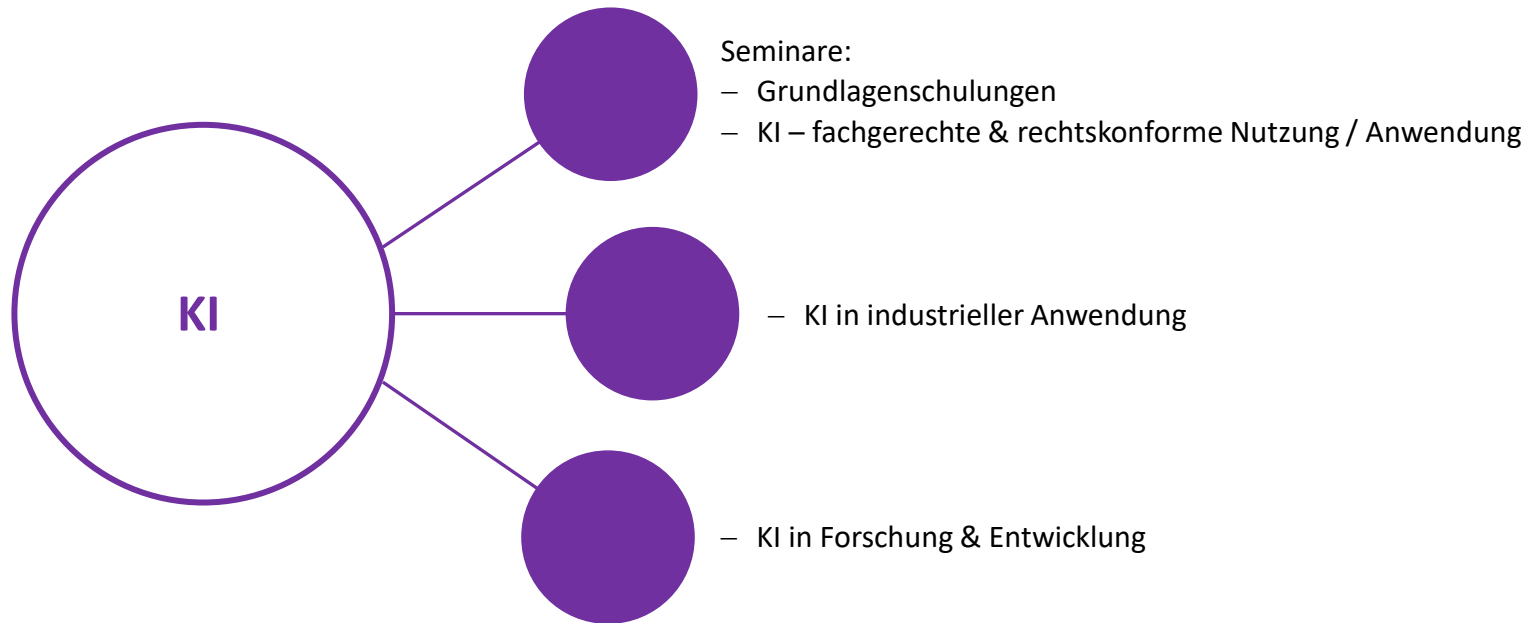 KI
Seminare:
– Grundlagenschulungen
– KI – fachgerechte & rechtskonforme Nutzung / Anwendung
– KI in industrieller Anwendung
– KI in Forschung & Entwicklung